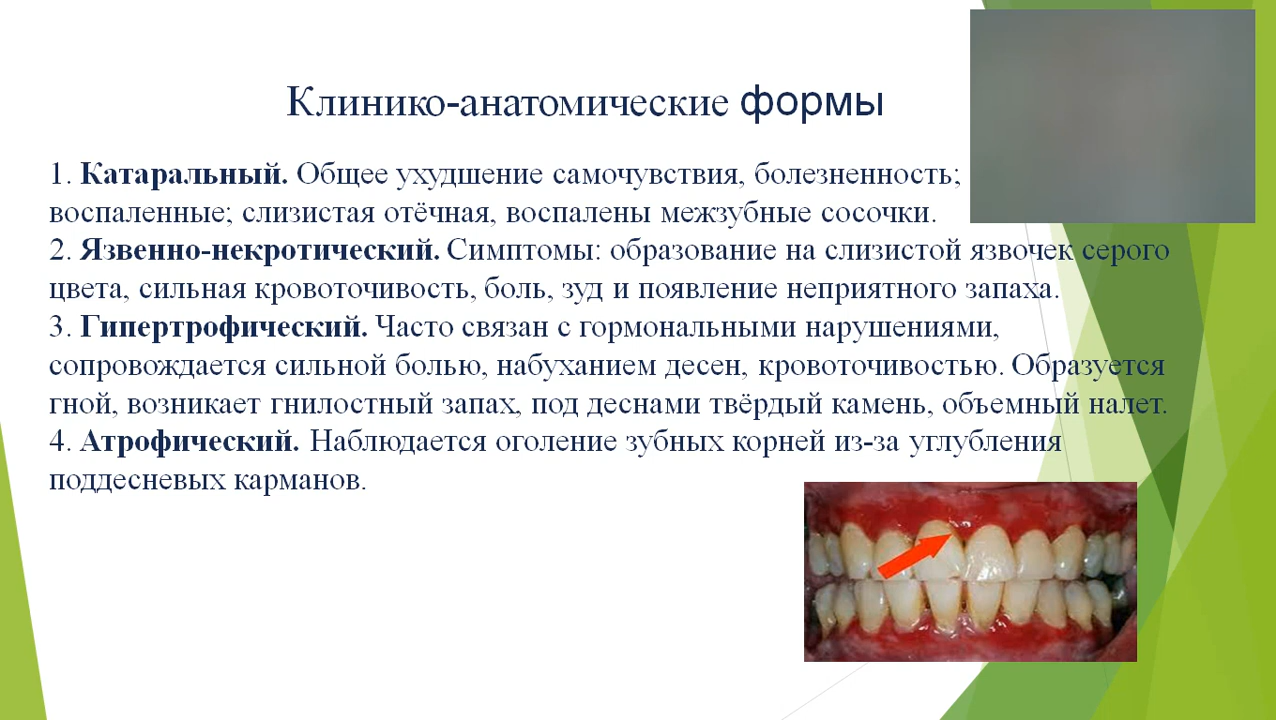 Клинико-анатомические формы
1. Катаральный. Общее ухудшение самочувствия, болезненность;
воспаленные; слизистая отёчная, воспалены межзубные сосочки.
2. Язвенно-некротический. Симптомы: образование на слизистой язвочек серого
цвета, сильная кровоточивость, боль, зуд и появление неприятного запаха.
3. Гипертрофический. Часто связан с гормональными нарушениями,
сопровождается сильной болью, набуханием десен, кровоточивостью. Образуется
гной, возникает гнилостный запах, под деснами твёрдый камень, объемный налет.
4. Атрофический. Наблюдается оголение зубных корней из-за углубления
поддесневых карманов.